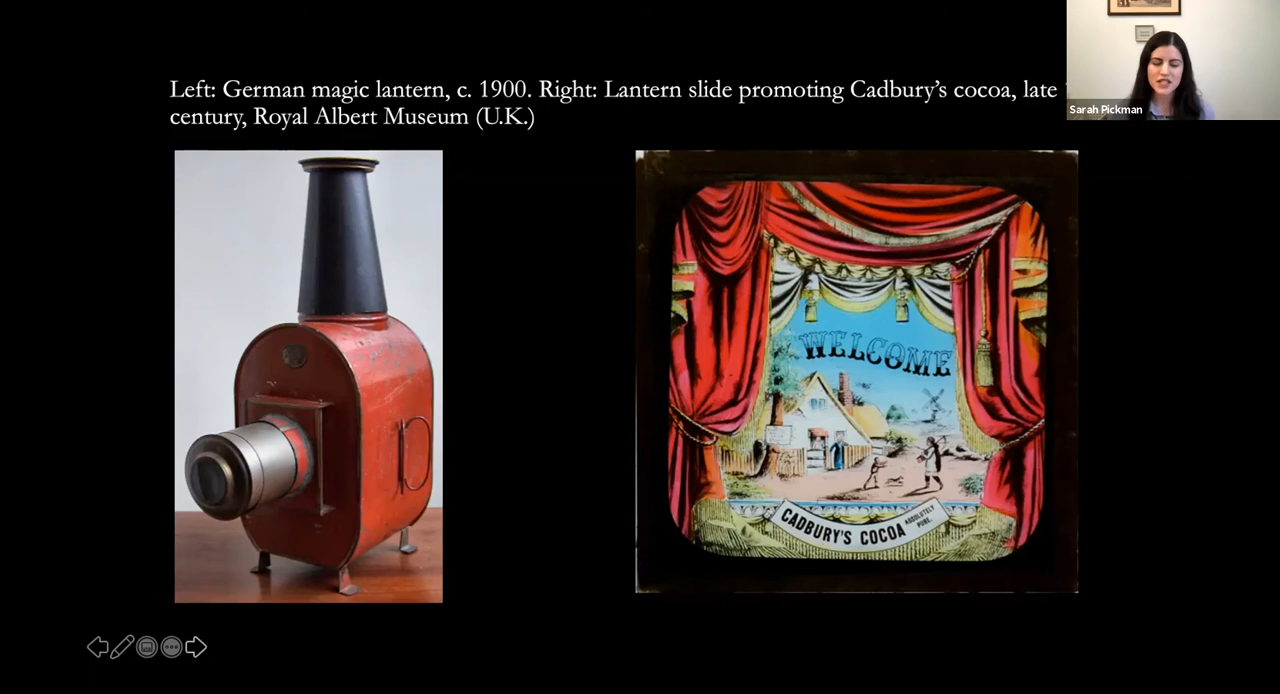 Left: German magic lantern, c. 1900. Right: Lantern slide promoting Cadbury's cocoa, late
century, Royal Albert Museum (U.K.)
Sarah Pickman
WELCOME
CADBURY'S COCOA ABSOLUTELY PURE.